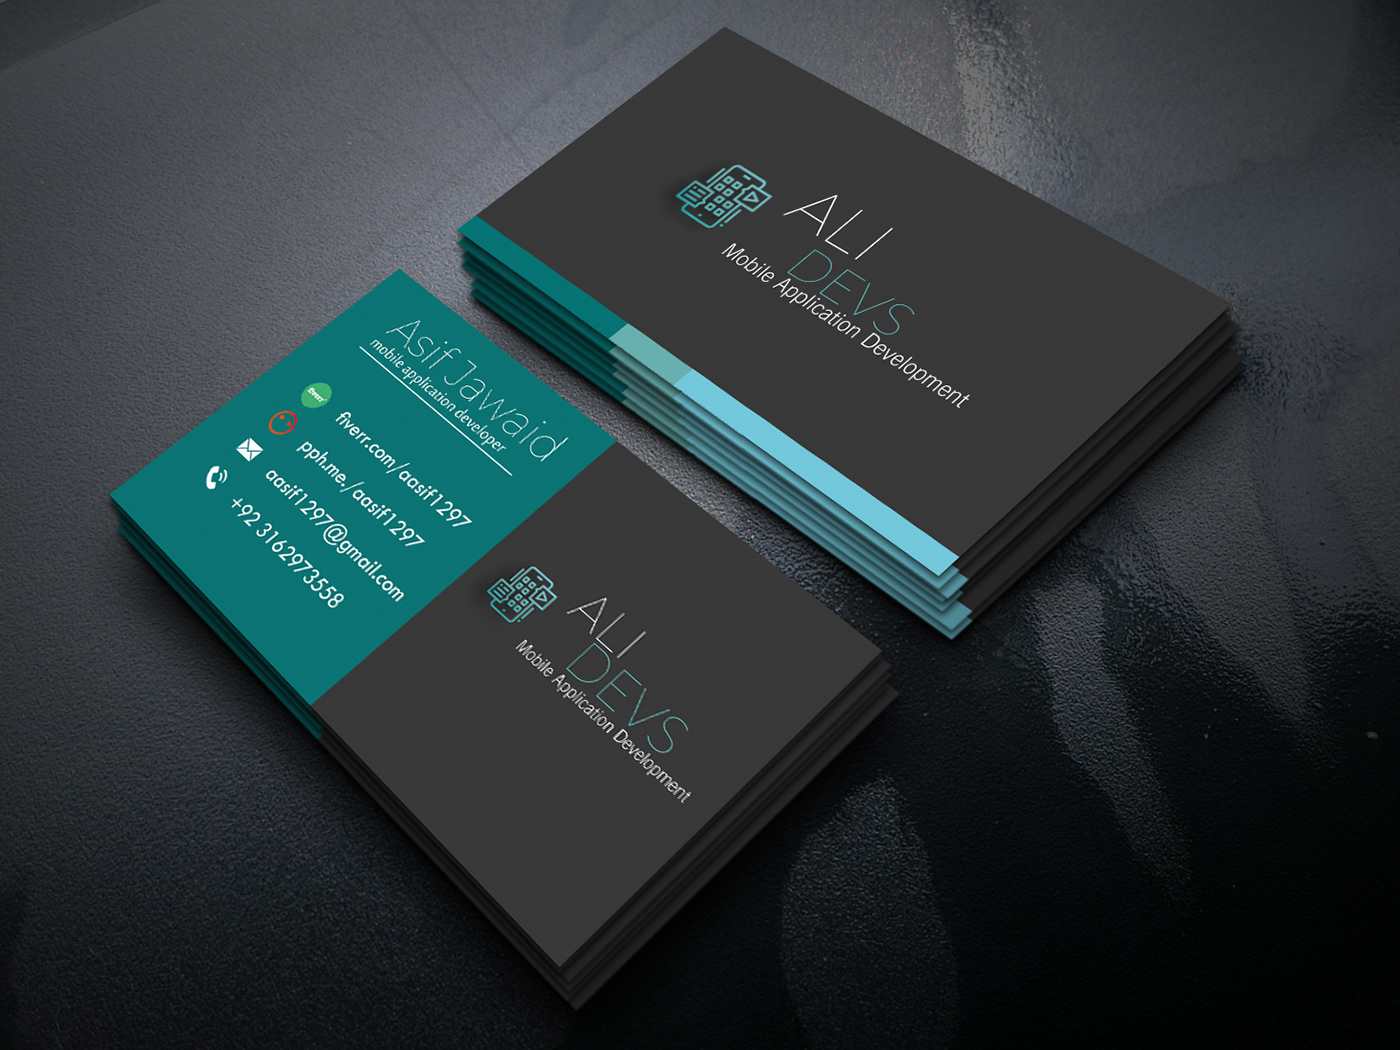 ALI
DEVS
Mobile Application Development
Asif Jawaid
mobile application developer
fiverr
fiverr.com/aasif1297
pph.me./aasif1297
aasif1297@gmail.com
+92 3162973558
ALI
DEVS
Mobile Application Development